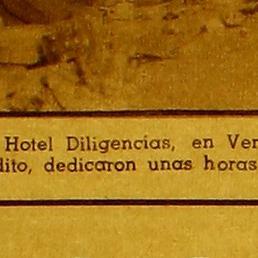 Hotel Diligencias, en Ver
dito, dedicaron unas horas